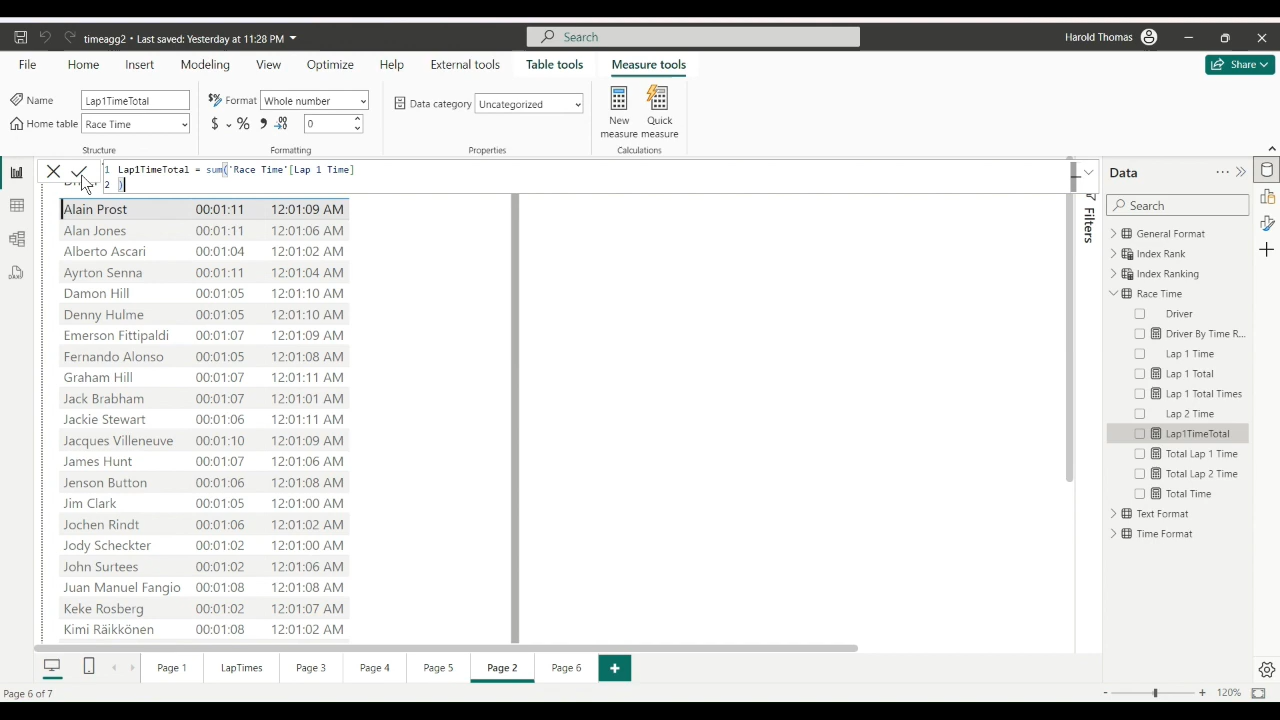 timeagg2 • Last saved: Yesterday at 11:28 PM
Search
Harold Thomas
File Home Insert Modeling View Optimize Help External tools Table tools Measure tools
Share
Name Lap1TimeTotal
Home table Race Time
Structure
Format Whole number
$ % , 0
Formatting
Data category Uncategorized
Properties
New measure
Quick measure
Calculations
1 Lap1TimeTotal = sum('Race Time'[Lap 1 Time]
2 )
Alain Prost 00:01:11 12:01:09 AM
Alan Jones 00:01:11 12:01:06 AM
Alberto Ascari 00:01:04 12:01:02 AM
Ayrton Senna 00:01:11 12:01:04 AM
Damon Hill 00:01:05 12:01:10 AM
Denny Hulme 00:01:05 12:01:10 AM
Emerson Fittipaldi 00:01:07 12:01:09 AM
Fernando Alonso 00:01:05 12:01:08 AM
Graham Hill 00:01:07 12:01:11 AM
Jack Brabham 00:01:07 12:01:01 AM
Jackie Stewart 00:01:06 12:01:11 AM
Jacques Villeneuve 00:01:10 12:01:09 AM
James Hunt 00:01:07 12:01:06 AM
Jenson Button 00:01:06 12:01:08 AM
Jim Clark 00:01:05 12:01:00 AM
Jochen Rindt 00:01:06 12:01:02 AM
Jody Scheckter 00:01:02 12:01:00 AM
John Surtees 00:01:02 12:01:06 AM
Juan Manuel Fangio 00:01:08 12:01:08 AM
Keke Rosberg 00:01:02 12:01:07 AM
Kimi Räikkönen 00:01:08 12:01:02 AM
Filters
Data
Search
General Format
Index Rank
Index Ranking
Race Time
Driver
Driver By Time R...
Lap 1 Time
Lap 1 Total
Lap 1 Total Times
Lap 2 Time
Lap1TimeTotal
Total Lap 1 Time
Total Lap 2 Time
Total Time
Text Format
Time Format
Page 1 LapTimes Page 3 Page 4 Page 5 Page 2 Page 6
Page 6 of 7
- + 120%